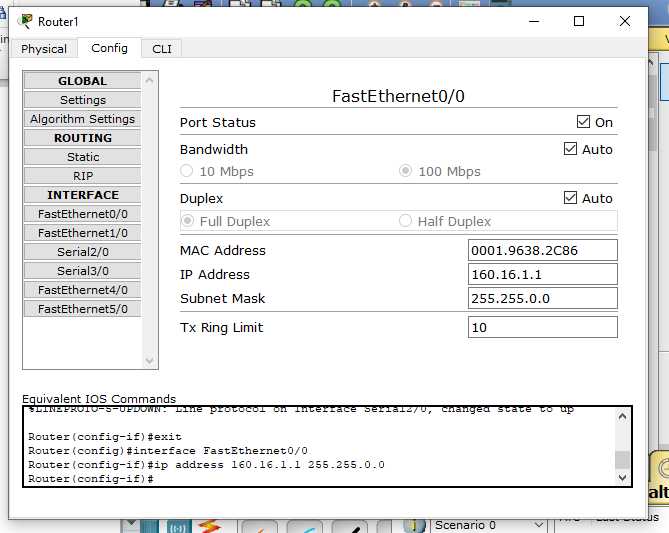 Router1
Physical Config CLI
GLOBAL
Settings
Algorithm Settings
ROUTING
Static
RIP
INTERFACE
FastEthernet0/0
FastEthernet1/0
Serial2/0
Serial3/0
FastEthernet4/0
FastEthernet5/0
FastEthernet0/0
Port Status On
Bandwidth Auto
10 Mbps 100 Mbps
Duplex Auto
Full Duplex Half Duplex
MAC Address 0001.9638.2C86
IP Address 160.16.1.1
Subnet Mask 255.255.0.0
Tx Ring Limit 10
Equivalent IOS Commands
%LINEPROTO-5-UPDOWN: Line protocol on Interface Serial2/0, changed state to up
Router(config-if)#exit
Router(config)#interface FastEthernet0/0
Router(config-if)#ip address 160.16.1.1 255.255.0.0
Router(config-if)#
Scenario 0
Last Status